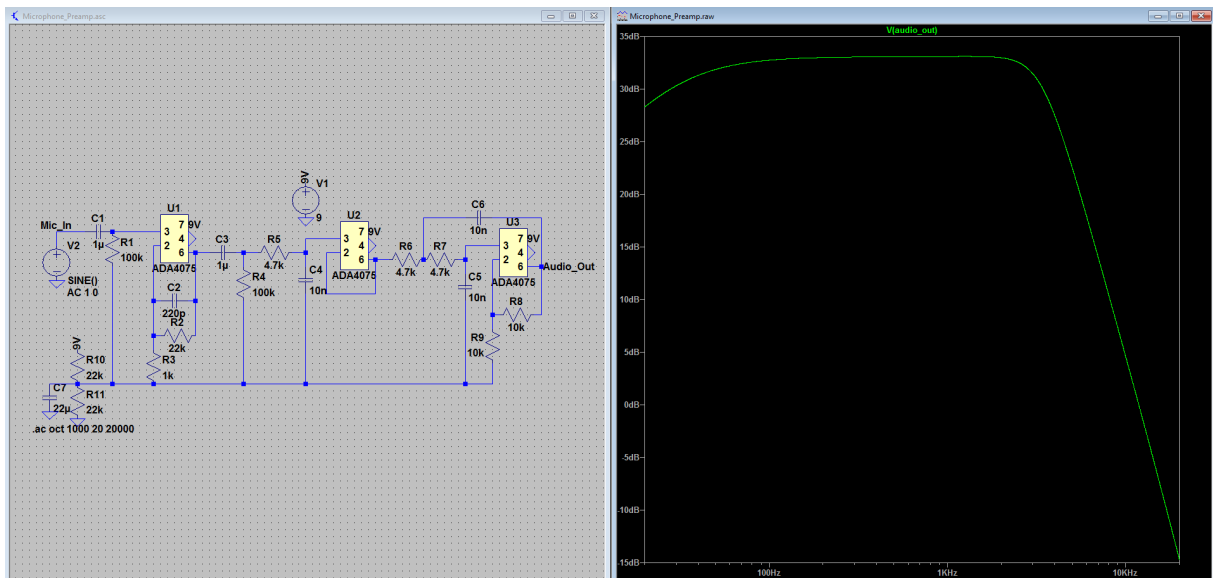 Microphone_Preamp.asc
9V
V1
9
U1
7
9V
3
4
2
6
ADA4075
Mic_In
C1
1µ
R1
100k
V2
SINE()
AC 1 0
C2
220p
R2
22k
R3
1k
C3
1µ
R4
100k
R5
4.7k
C4
10n
U2
7
9V
3
4
2
6
ADA4075
R6
4.7k
R7
4.7k
C6
10n
C5
10n
U3
7
9V
3
4
2
6
ADA4075
Audio_Out
R8
10k
R9
10k
9V
R10
22k
C7
22µ
R11
22k
.ac oct 1000 20 20000
Microphone_Preamp.raw
V(audio_out)
35dB
30dB
25dB
20dB
15dB
10dB
5dB
0dB
-5dB
-10dB
-15dB
100Hz
1KHz
10KHz